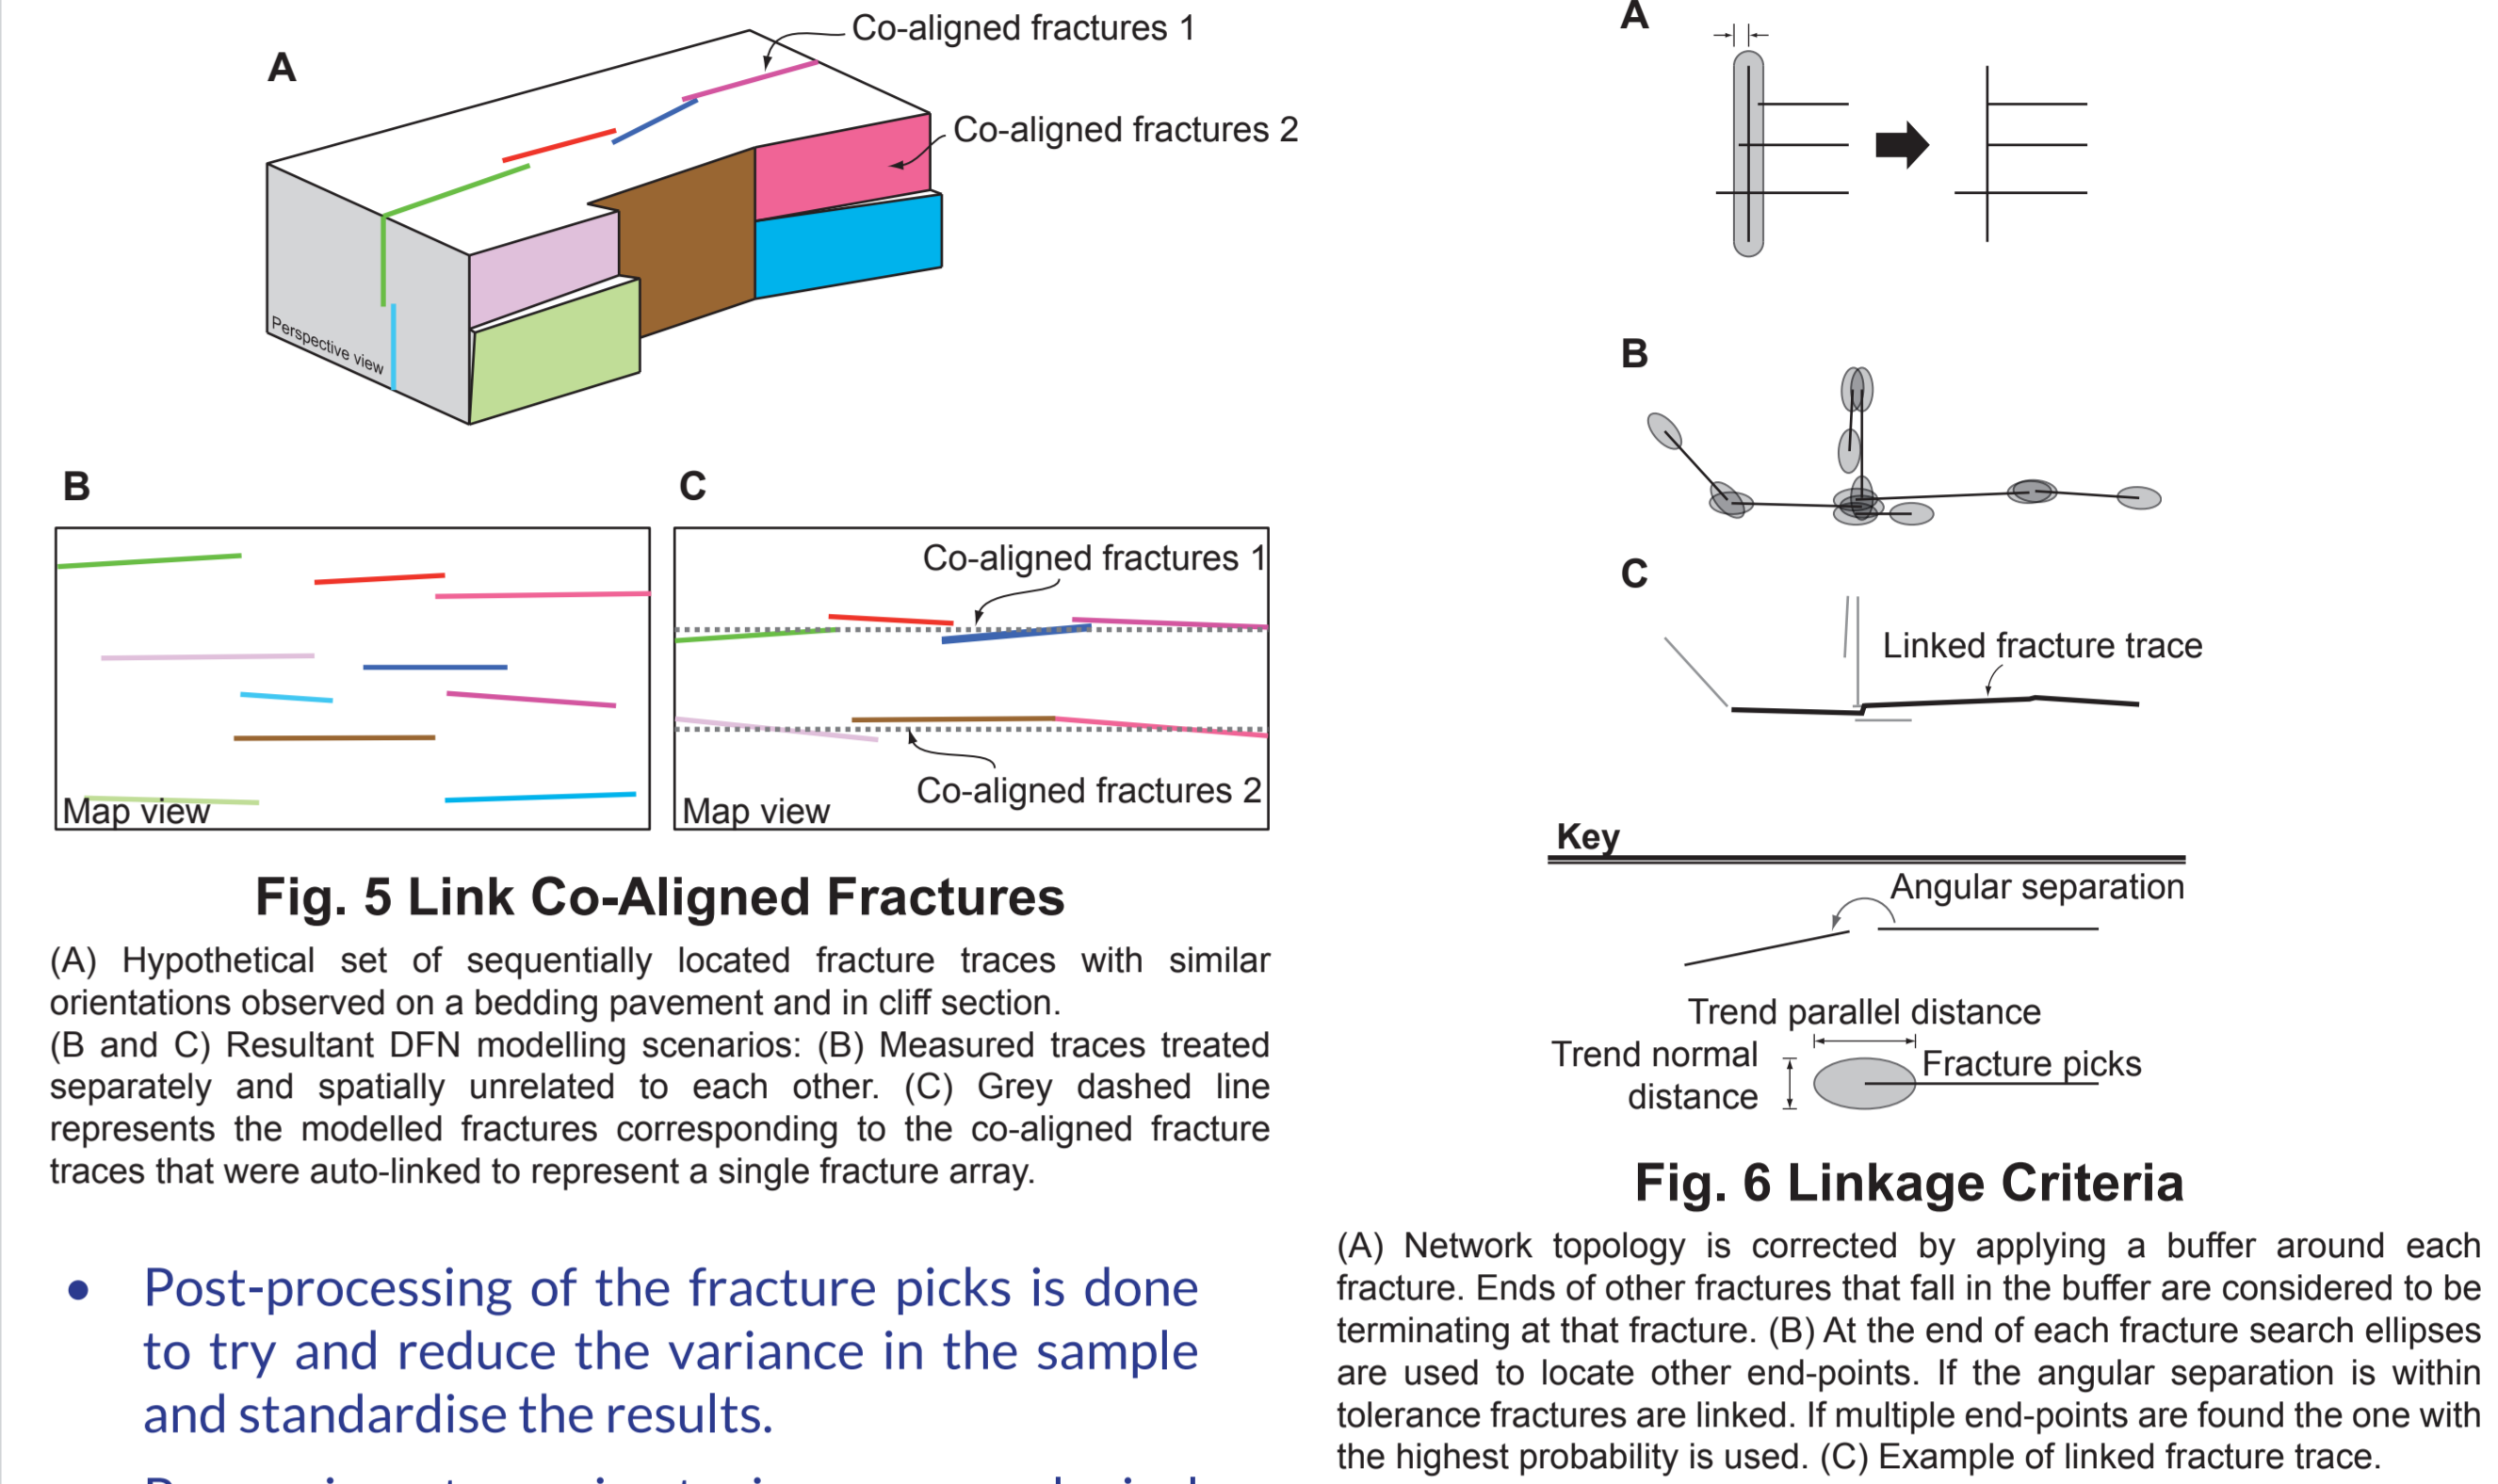 A
Co-aligned fractures 1
Co-aligned fractures 2
Perspective view
B
C
Map view
Co-aligned fractures 1
Co-aligned fractures 2
Map view
Fig. 5 Link Co-Aligned Fractures
(A) Hypothetical set of sequentially located fracture traces with similar
orientations observed on a bedding pavement and in cliff section.
(B and C) Resultant DFN modelling scenarios: (B) Measured traces treated
separately and spatially unrelated to each other. (C) Grey dashed line
represents the modelled fractures corresponding to the co-aligned fracture
traces that were auto-linked to represent a single fracture array.
• Post-processing of the fracture picks is done
to try and reduce the variance in the sample
and standardise the results.
A
B
C
Linked fracture trace
Key
Angular separation
Trend parallel distance
Trend normal
distance
Fracture picks
Fig. 6 Linkage Criteria
(A) Network topology is corrected by applying a buffer around each
fracture. Ends of other fractures that fall in the buffer are considered to be
terminating at that fracture. (B) At the end of each fracture search ellipses
are used to locate other end-points. If the angular separation is within
tolerance fractures are linked. If multiple end-points are found the one with
the highest probability is used. (C) Example of linked fracture trace.